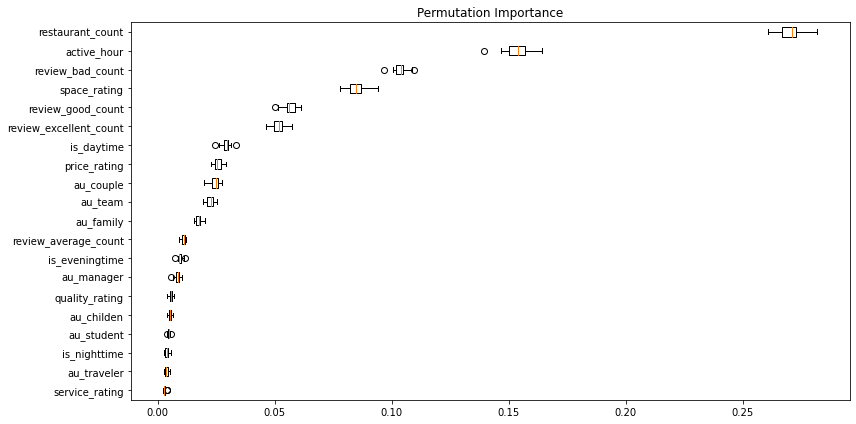 Permutation Importance
restaurant_count
active_hour
review_bad_count
space_rating
review_good_count
review_excellent_count
is_daytime
price_rating
au_couple
au_team
au_family
review_average_count
is_eveningtime
au_manager
quality_rating
au_childen
au_student
is_nighttime
au_traveler
service_rating
0.00 0.05 0.10 0.15 0.20 0.25